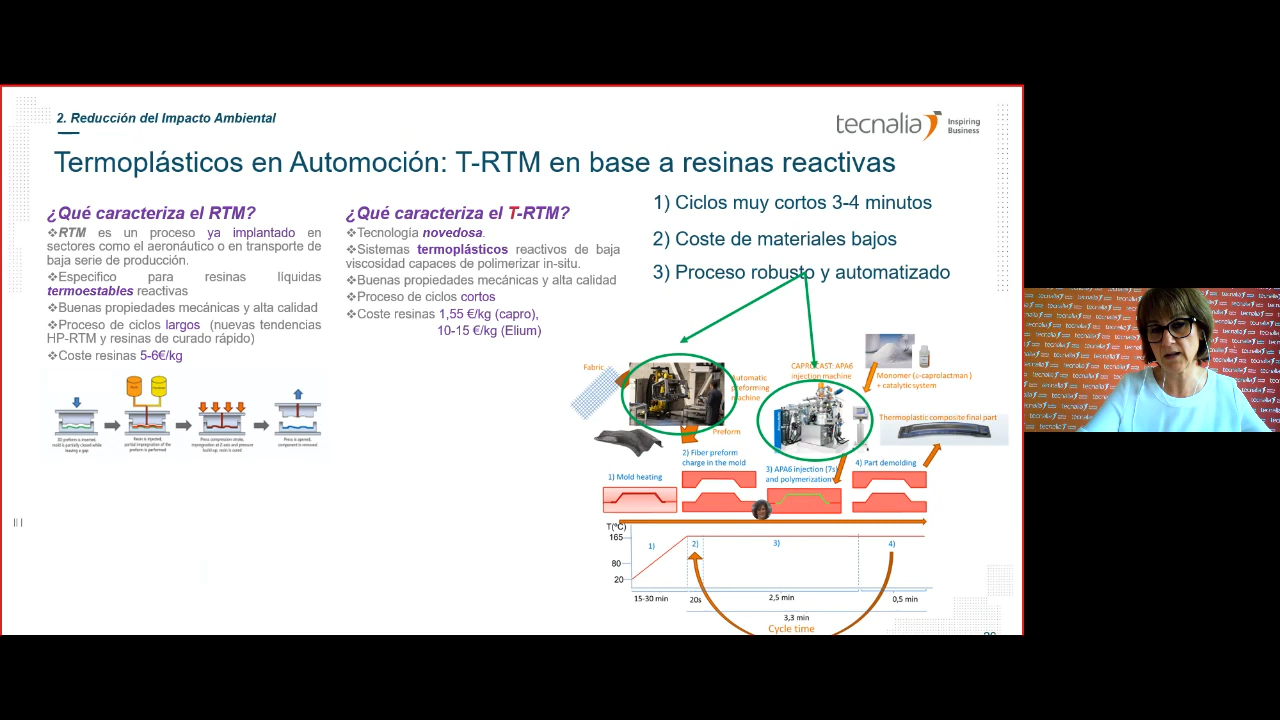 2. Reducción del Impacto Ambiental
tecnalia
Inspiring
Business
Termoplásticos en Automoción: T-RTM en base a resinas reactivas
¿Qué caracteriza el RTM?
❖RTM es un proceso ya implantado en
sectores como el aeronáutico o en transporte de
baja serie de producción.
❖Especifico para resinas líquidas
termoestables reactivas
❖Buenas propiedades mecánicas y alta calidad
❖Proceso de ciclos largos (nuevas tendencias
HP-RTM y resinas de curado rápido)
❖Coste resinas 5-6€/kg
¿Qué caracteriza el T-RTM?
❖Tecnología novedosa.
❖Sistemas termoplásticos reactivos de baja
viscosidad capaces de polimerizar in-situ.
❖Buenas propiedades mecánicas y alta calidad
❖Proceso de ciclos cortos
❖Coste resinas 1,55 €/kg (capro),
10-15 €/kg (Elium)
1) Ciclos muy cortos 3-4 minutos
2) Coste de materiales bajos
3) Proceso robusto y automatizado
Fabric
Automatic
preforming
machine
Preform
CAPROCAST: APA6
injection machine
Monomer (ε-caprolactman)
+ catalytic system
Thermoplastic composite final part
1) Mold heating
2) Fiber preform
charge in the mold
3) APA6 injection (7s)
and polymerization
4) Part demolding
T(ºC)
165
80
20
1)
2)
3)
4)
15-30 min
20s
2,5 min
0,5 min
3,3 min
Cycle time